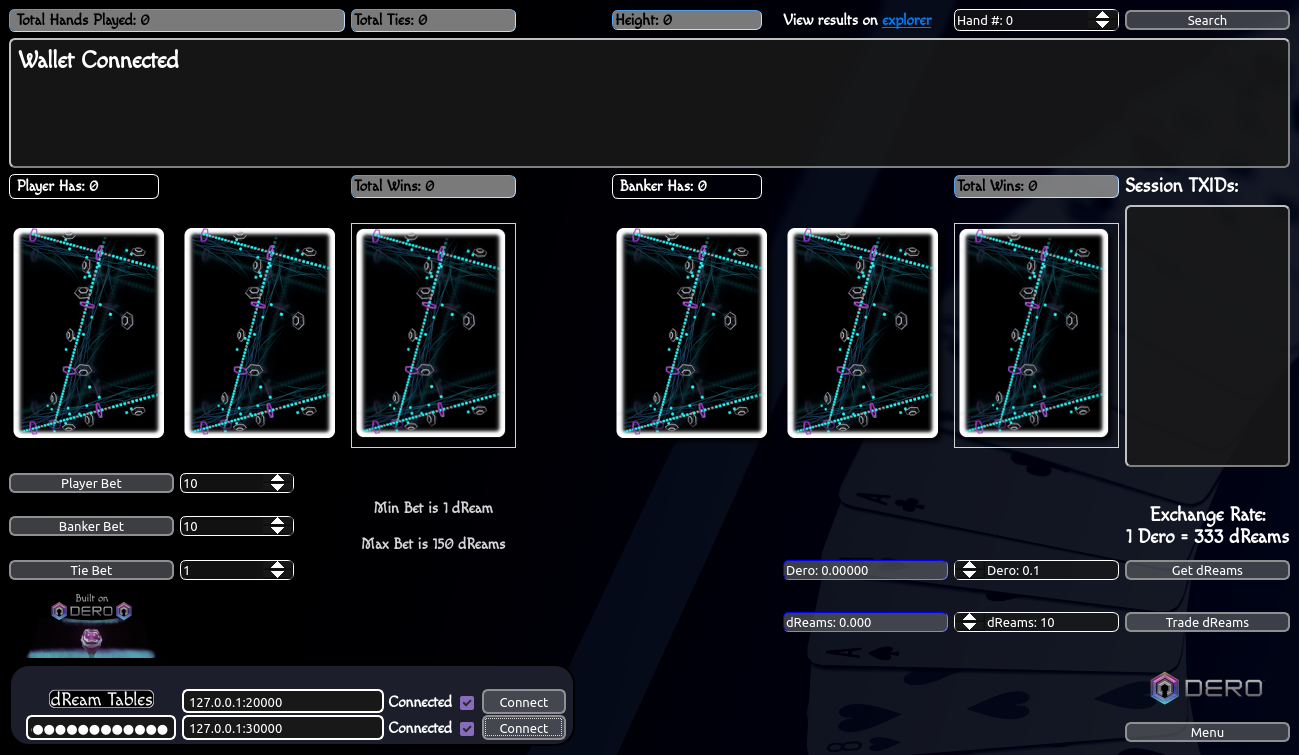 Total Hands Played: 0
Total Ties: 0
Height: 0
View results on explorer
Hand #: 0
Search
Wallet Connected
Player Has: 0
Total Wins: 0
Banker Has: 0
Total Wins: 0
Session TXIDs:
Player Bet
10
Banker Bet
10
Tie Bet
1
Min Bet is 1 dReam
Max Bet is 150 dReams
Exchange Rate:
1 Dero = 333 dReams
Dero: 0.00000
Dero: 0.1
Get dReams
dReams: 0.000
dReams: 10
Trade dReams
Built on
DERO
dReam Tables
127.0.0.1:20000
Connected
Connect
127.0.0.1:30000
Connected
Connect
DERO
Menu
A
A
8